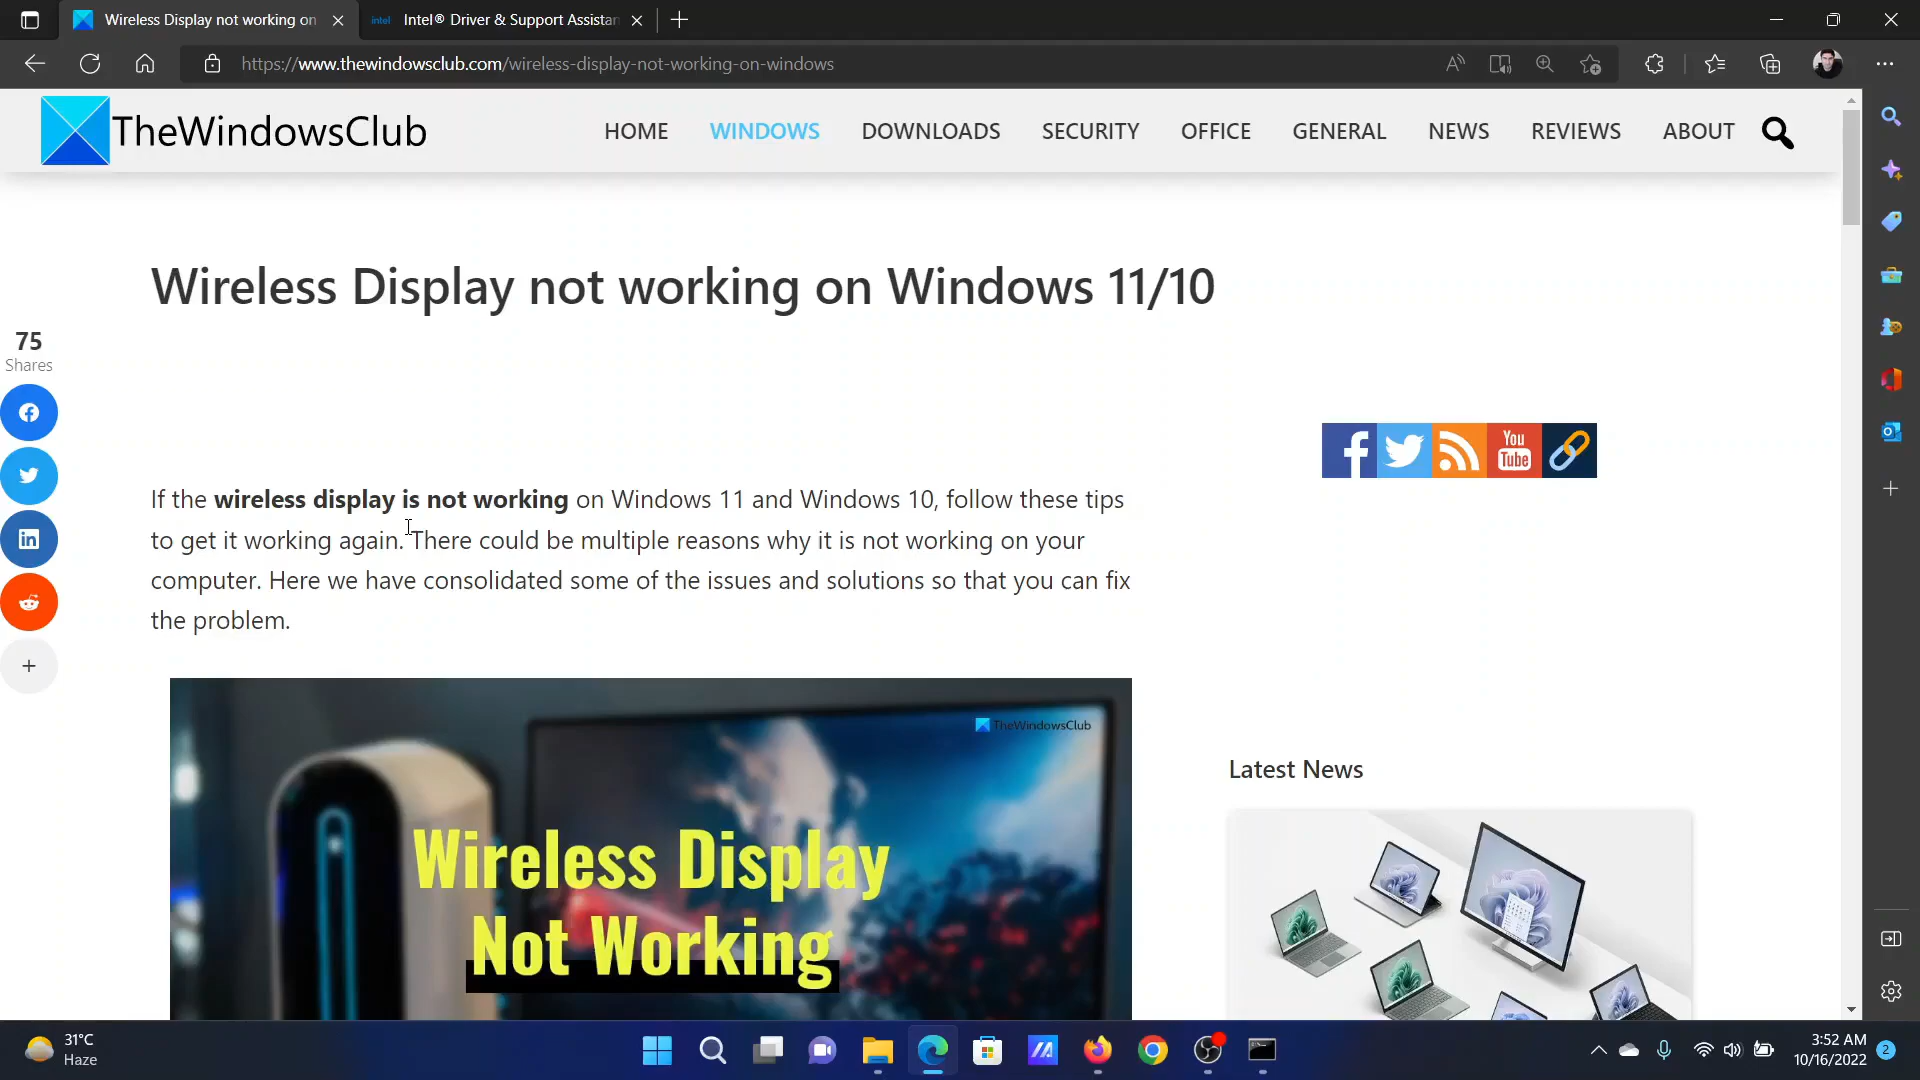 Wireless Display not working on
intel Intel® Driver & Support Assistan
https://www.thewindowsclub.com/wireless-display-not-working-on-windows
TheWindowsClub
HOME WINDOWS DOWNLOADS SECURITY OFFICE GENERAL NEWS REVIEWS ABOUT
Wireless Display not working on Windows 11/10
75
Shares
You
Tube
If the wireless display is not working on Windows 11 and Windows 10, follow these tips
to get it working again. There could be multiple reasons why it is not working on your
computer. Here we have consolidated some of the issues and solutions so that you can fix
the problem.
TheWindowsClub
Wireless Display
Not Working
Latest News
31°C
Haze
3:52 AM
10/16/2022
2